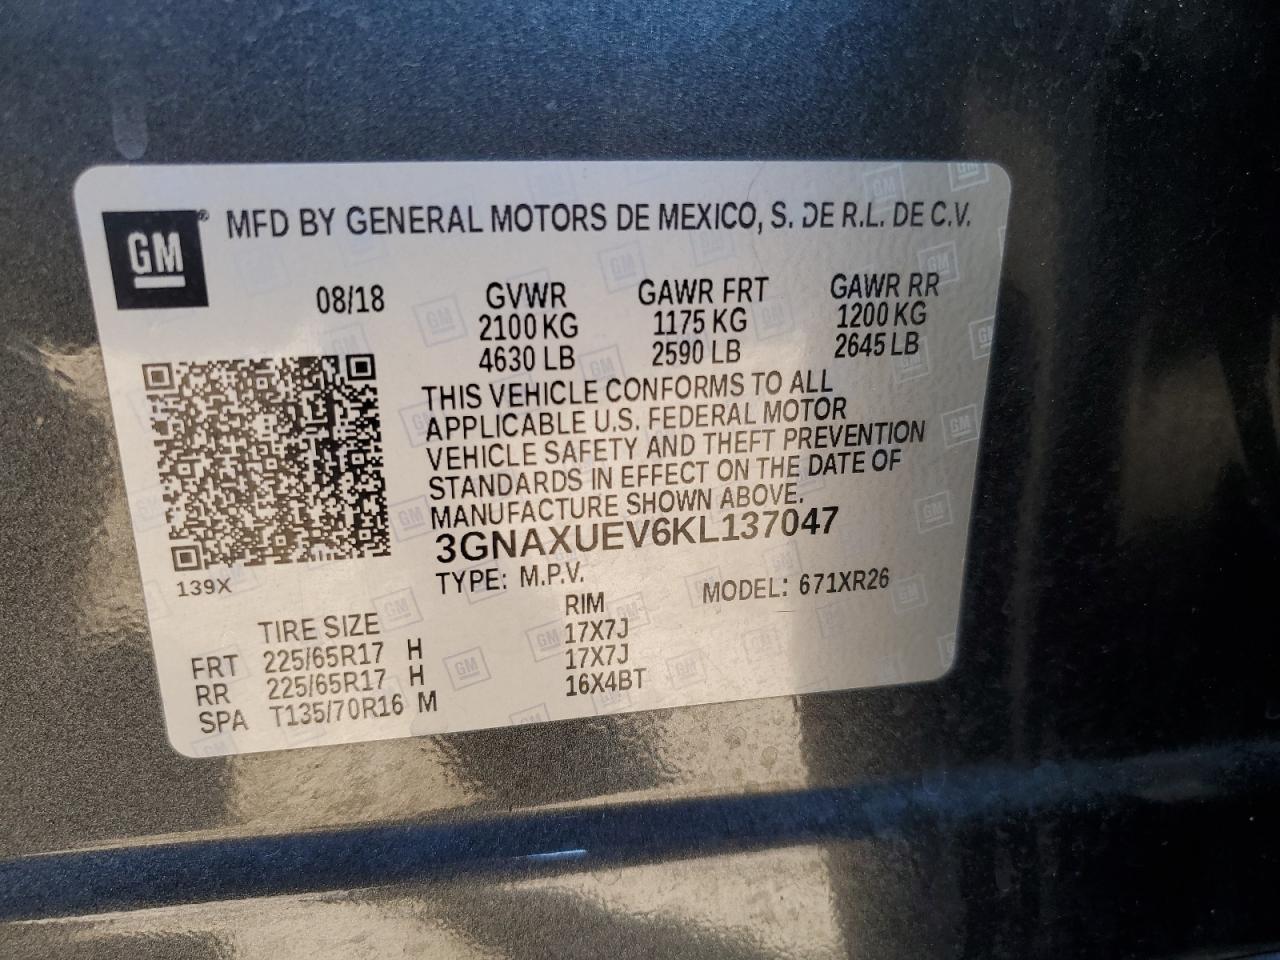 GM® MFD BY GENERAL MOTORS DE MEXICO, S. DE R.L. DE C.V.
08/18 GVWR GAWR FRT GAWR RR
2100 KG 1175 KG 1200 KG
4630 LB 2590 LB 2645 LB
THIS VEHICLE CONFORMS TO ALL
APPLICABLE U.S. FEDERAL MOTOR
VEHICLE SAFETY AND THEFT PREVENTION
STANDARDS IN EFFECT ON THE DATE OF
MANUFACTURE SHOWN ABOVE.
3GNAXUEV6KL137047
139X
TYPE: M.P.V. MODEL: 671XR26
TIRE SIZE RIM
FRT 225/65R17 H 17X7J
RR 225/65R17 H 17X7J
SPA T135/70R16 M 16X4BT